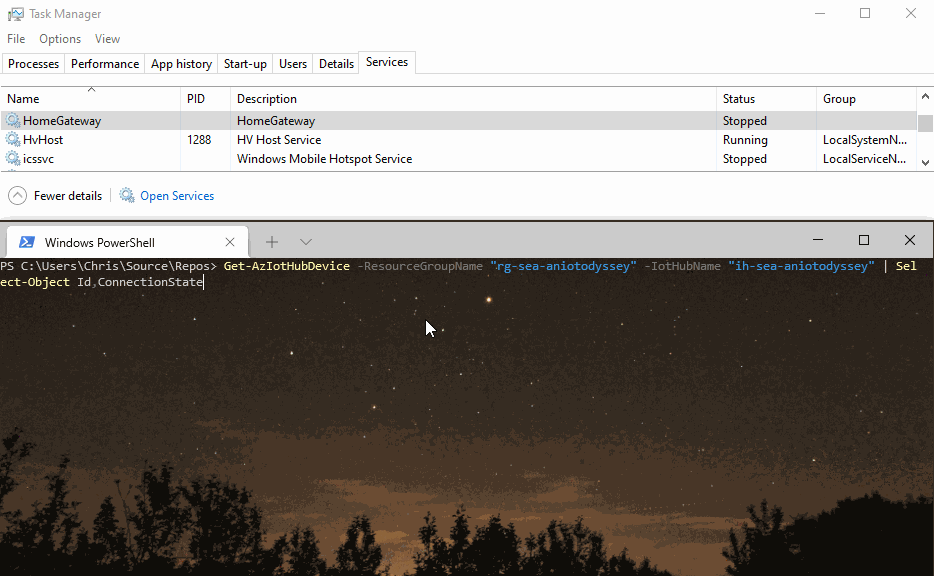 Task Manager
File Options View
Processes Performance App history Start-up Users Details Services
Name PID Description Status Group
HomeGateway HomeGateway Stopped
HvHost 1288 HV Host Service Running LocalSystemN...
icssvc Windows Mobile Hotspot Service Stopped LocalServiceN...
Fewer details Open Services
Windows PowerShell
PS C:\Users\Chris\Source\Repos> Get-AzIotHubDevice -ResourceGroupName "rg-sea-aniotodyssey" -IotHubName "ih-sea-aniotodyssey" | Sel
ect-Object Id,ConnectionState